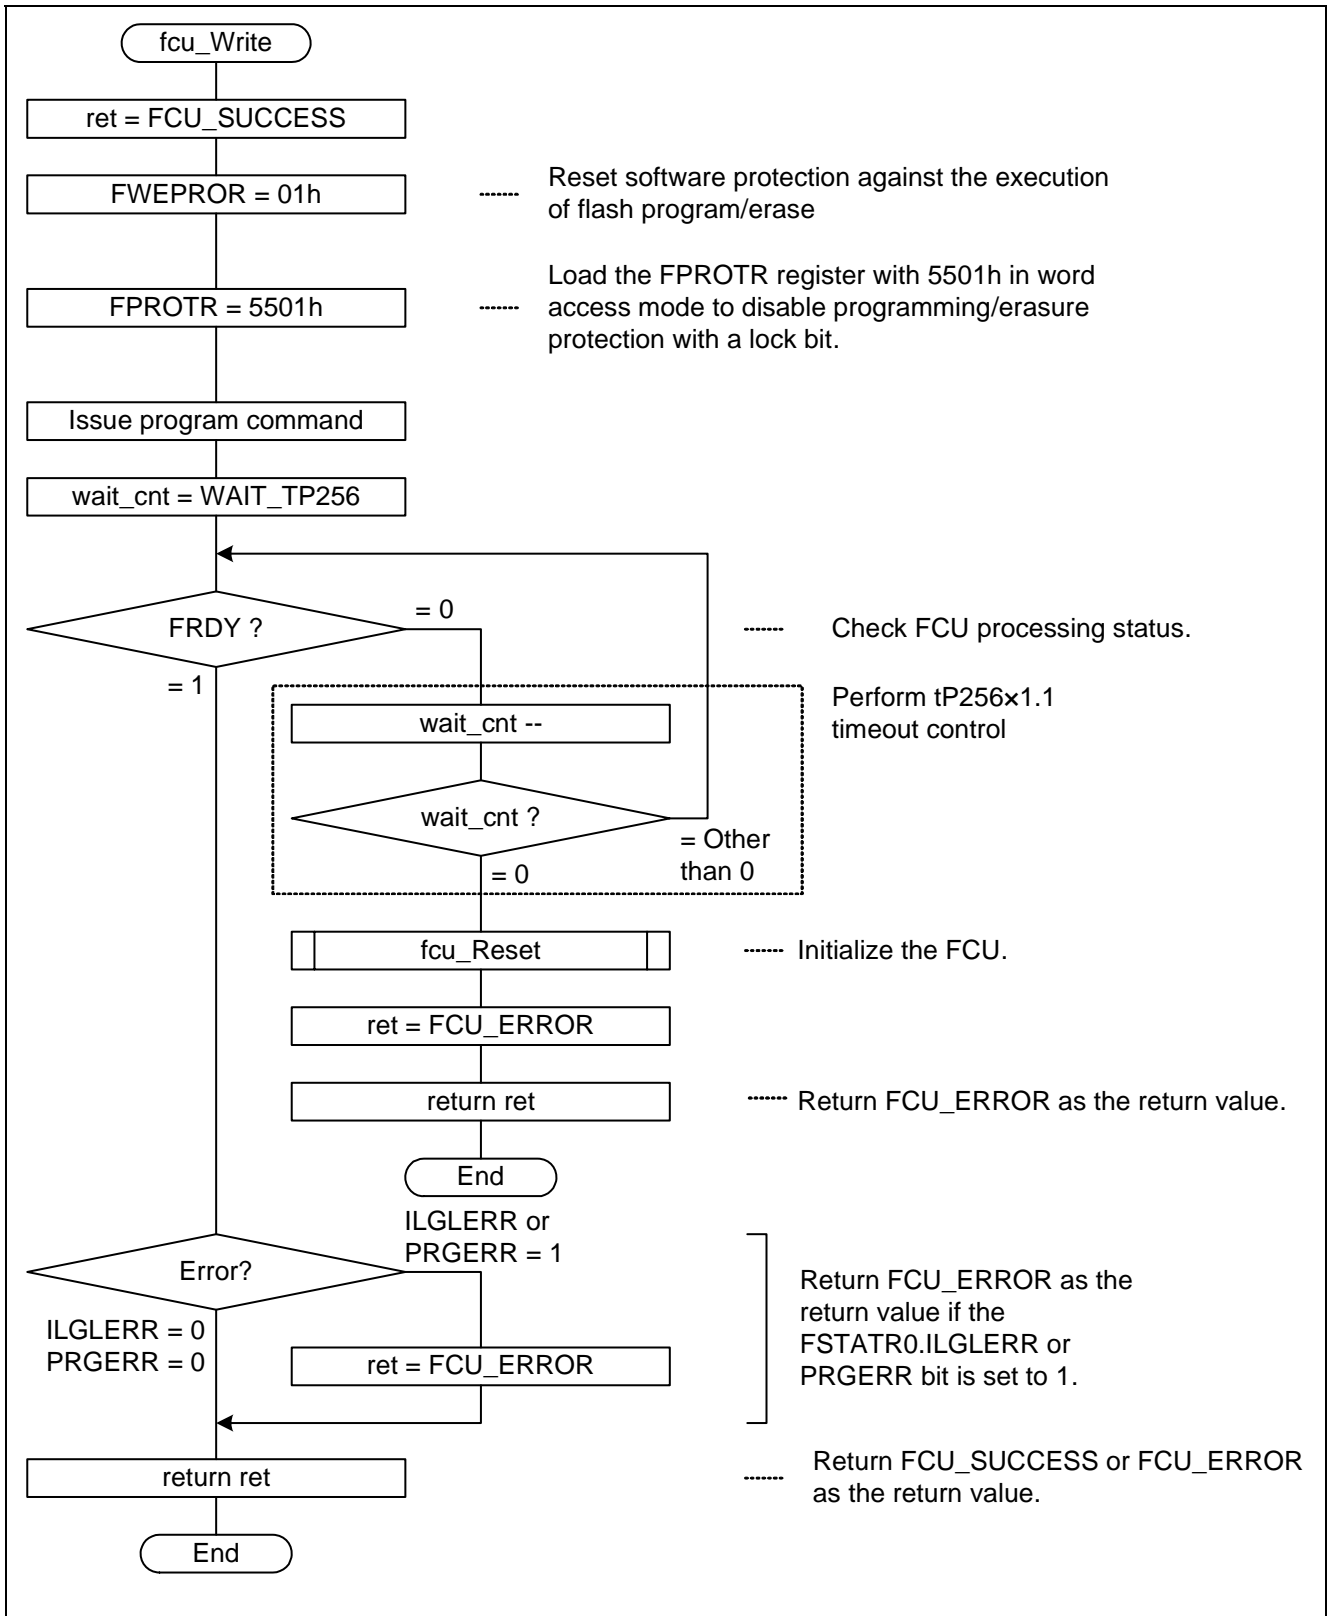 fcu_Write
ret = FCU_SUCCESS
FWEPROR = 01h
Reset software protection against the execution
of flash program/erase
FPROTR = 5501h
Load the FPROTR register with 5501h in word
access mode to disable programming/erasure
protection with a lock bit.
Issue program command
wait_cnt = WAIT_TP256
FRDY ?
= 0
= 1
Check FCU processing status.
wait_cnt --
Perform tP256×1.1
timeout control
wait_cnt ?
= Other
than 0
= 0
fcu_Reset
Initialize the FCU.
ret = FCU_ERROR
return ret
Return FCU_ERROR as the return value.
End
ILGLERR or
PRGERR = 1
Error?
ILGLERR = 0
PRGERR = 0
ret = FCU_ERROR
Return FCU_ERROR as the
return value if the
FSTATR0.ILGLERR or
PRGERR bit is set to 1.
return ret
Return FCU_SUCCESS or FCU_ERROR
as the return value.
End